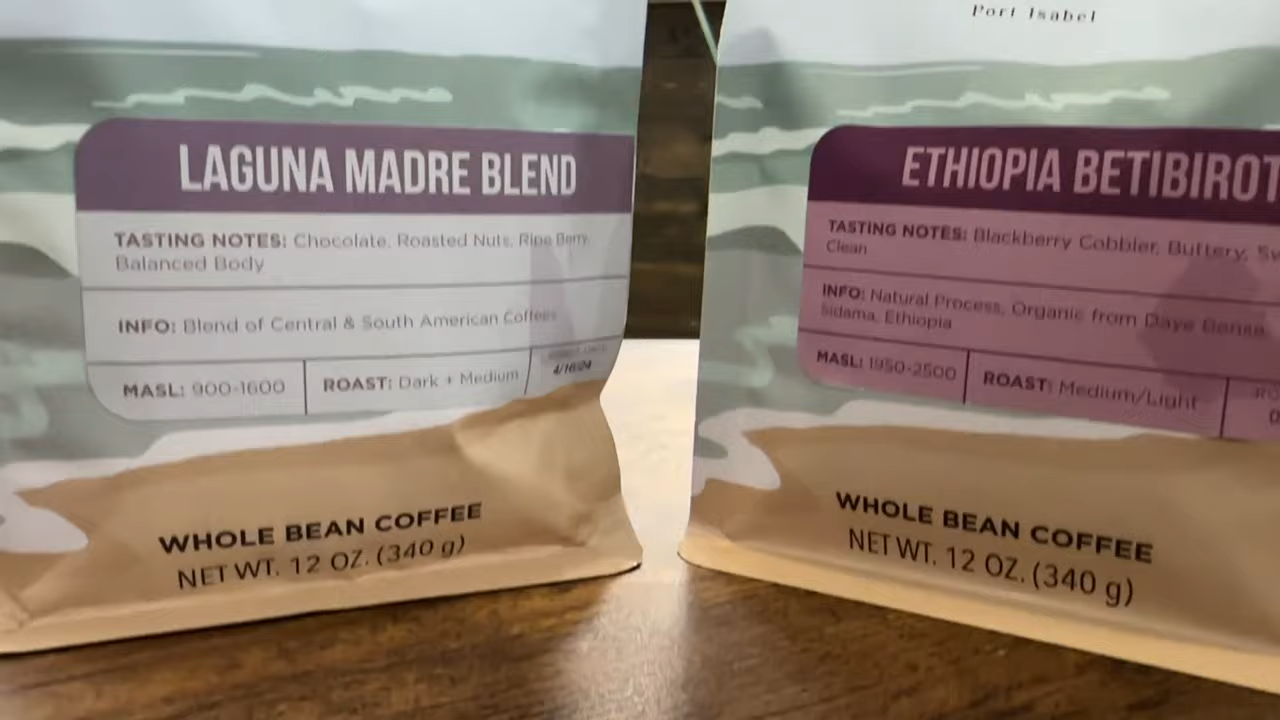 LAGUNA MADRE BLEND
TASTING NOTES: Chocolate, Roasted Nuts, Ripe Berry,
Balanced Body
INFO: Blend of Central & South American Coffees
MASL: 900-1600
ROAST: Dark + Medium
4/16/24
WHOLE BEAN COFFEE
NET WT. 12 OZ. (340 g)
Port Isabel
ETHIOPIA BETIBIROT
TASTING NOTES: Blackberry Cobbler, Buttery,
Clean
INFO: Natural Process, Organic from Daye Bensa
Sidama, Ethiopia
MASL: 1950-2500
ROAST: Medium/Light
WHOLE BEAN COFFEE
NET WT. 12 OZ. (340 g)